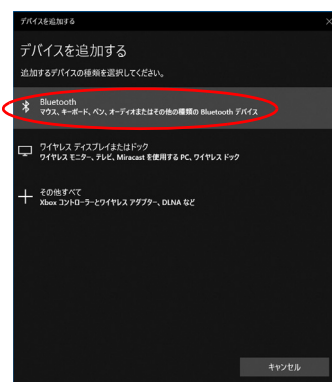 デバイスを追加する
デバイスを追加する
追加するデバイスの種類を選択してください。
Bluetooth
マウス、キーボード、ペン、オーディオまたはその他の種類の Bluetooth デバイス
ワイヤレス ディスプレイまたはドック
ワイヤレス モニター、テレビ、Miracast を使用する PC、ワイヤレス ドック
その他すべて
Xbox コントローラーとワイヤレス アダプター、DLNA など
キャンセル